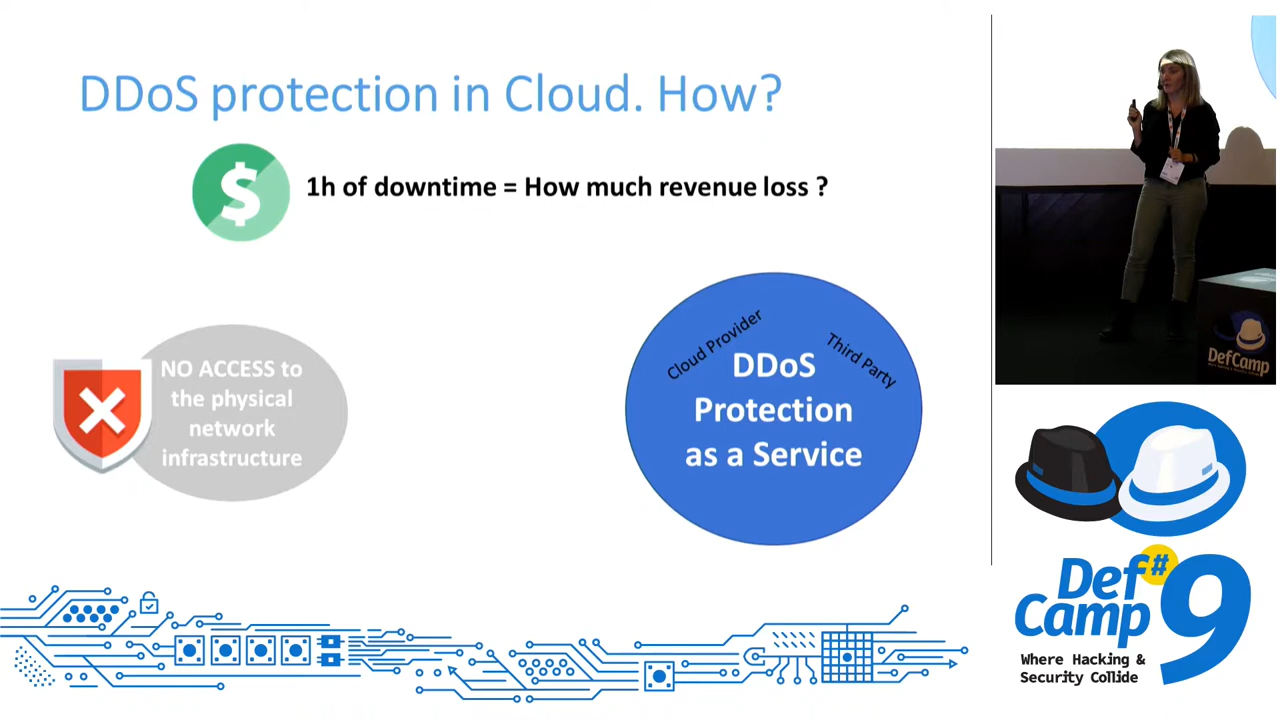 DDoS protection in Cloud. How?
$
1h of downtime = How much revenue loss ?
NO ACCESS to
the physical
network
infrastructure
Cloud Provider
Third Party
DDoS
Protection
as a Service
DefCamp
Def
#
Camp
9
Where Hacking &
Security Collide